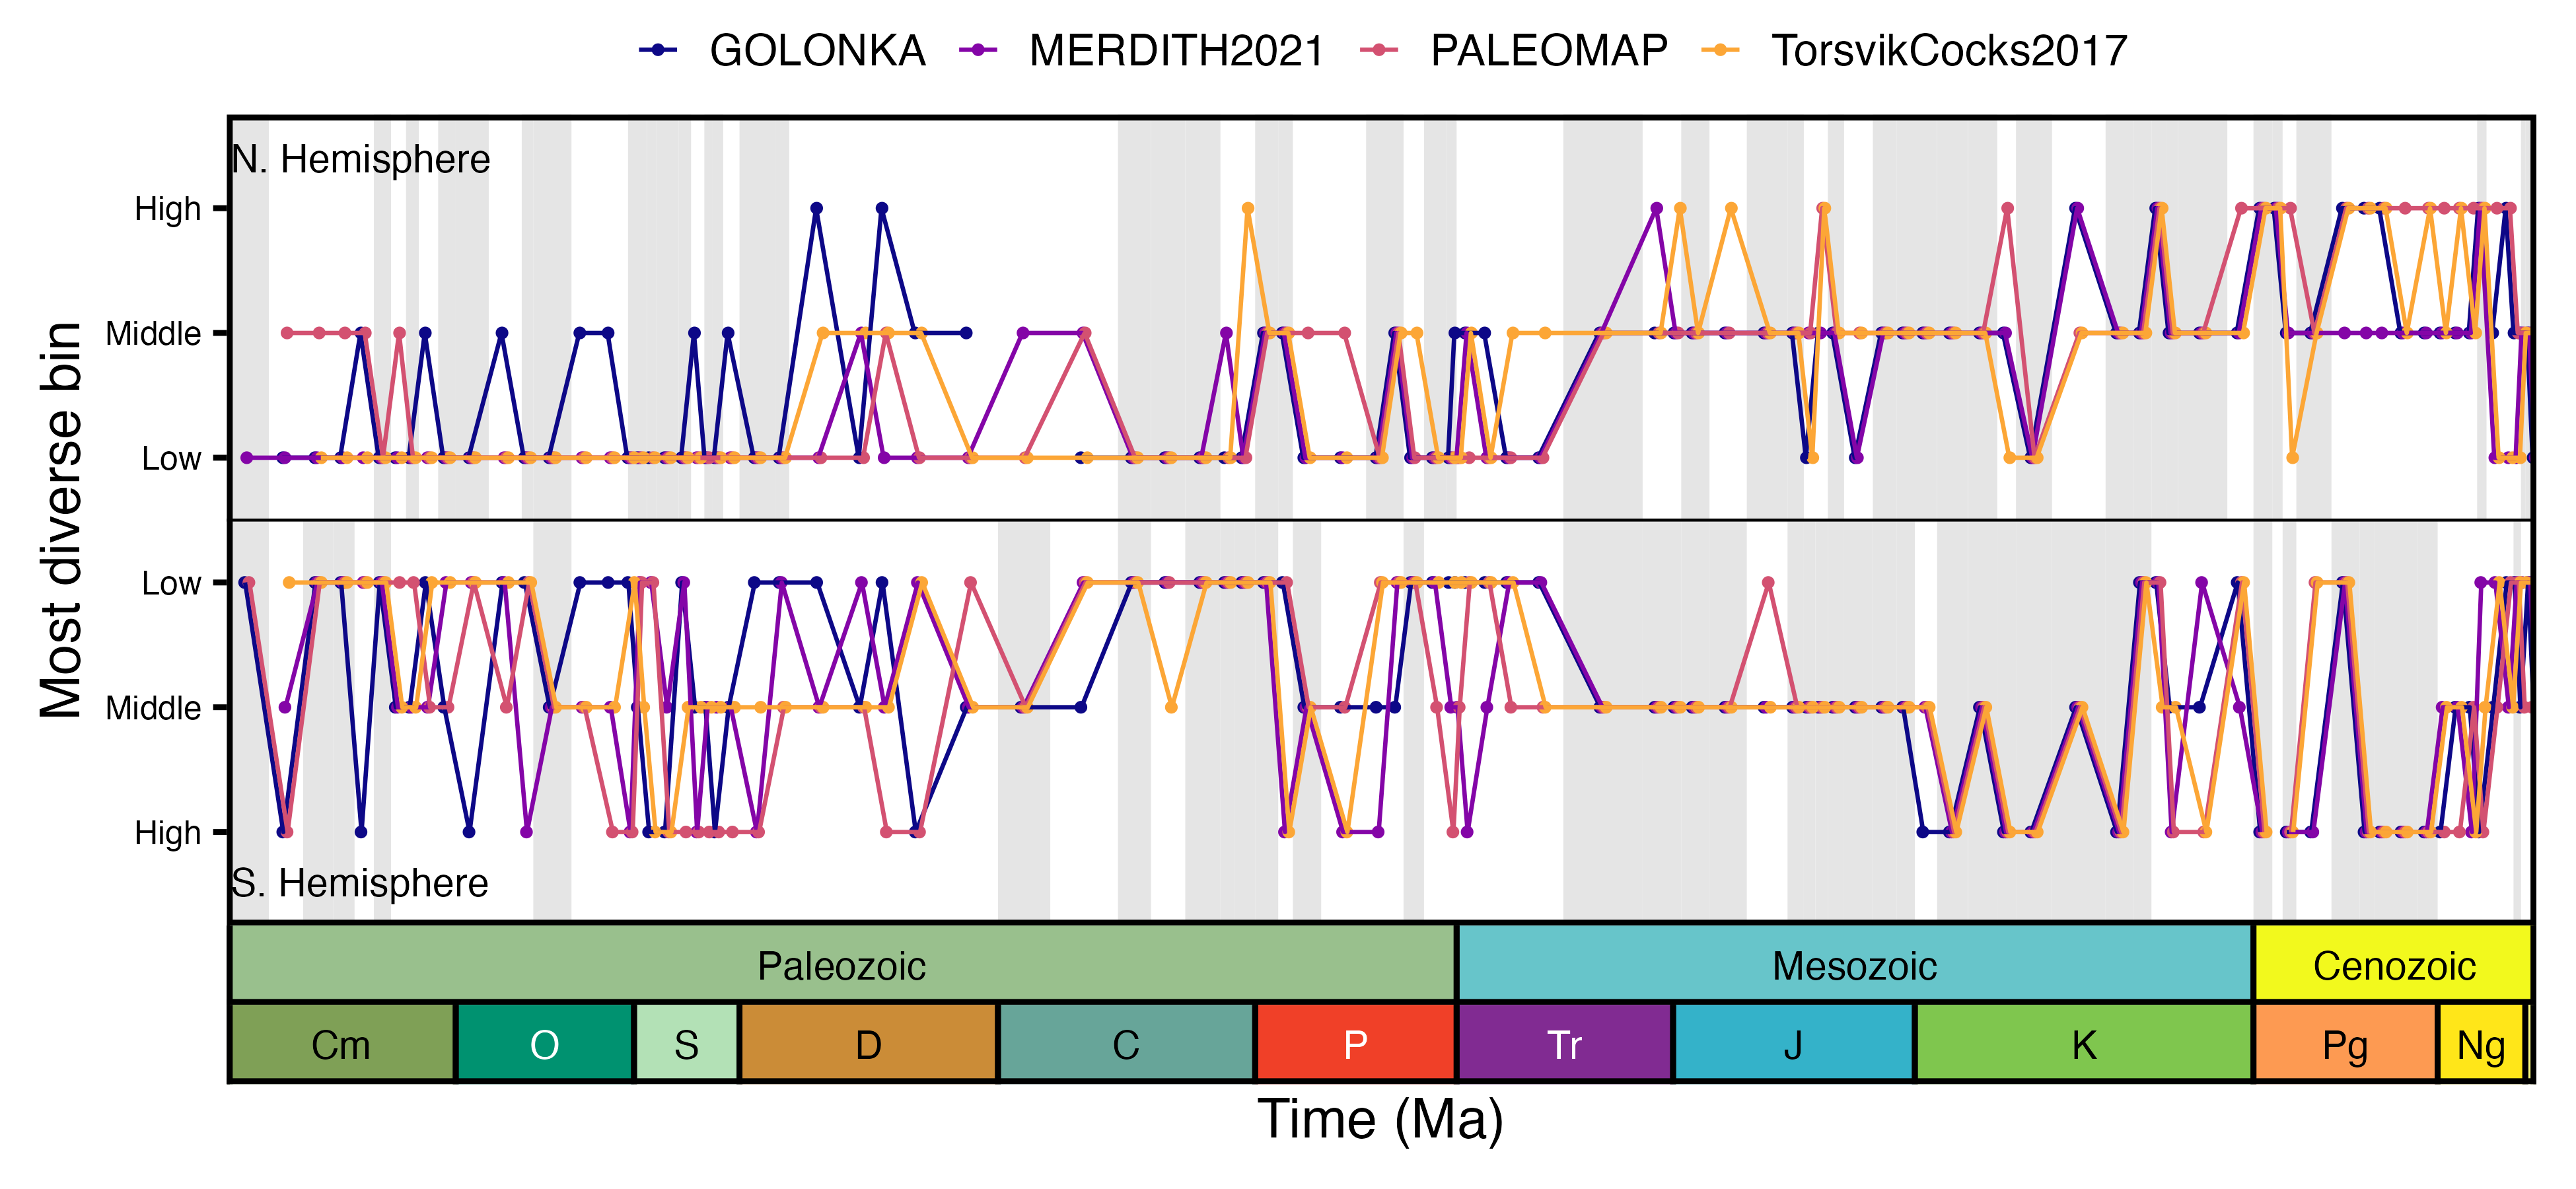 GOLONKA MERDITH2021 PALEOMAP TorsvikCocks2017
Most diverse bin
N. Hemisphere
High
Middle
Low
Low
Middle
High
S. Hemisphere
Paleozoic Mesozoic Cenozoic
Cm O S D C P Tr J K Pg Ng
Time (Ma)